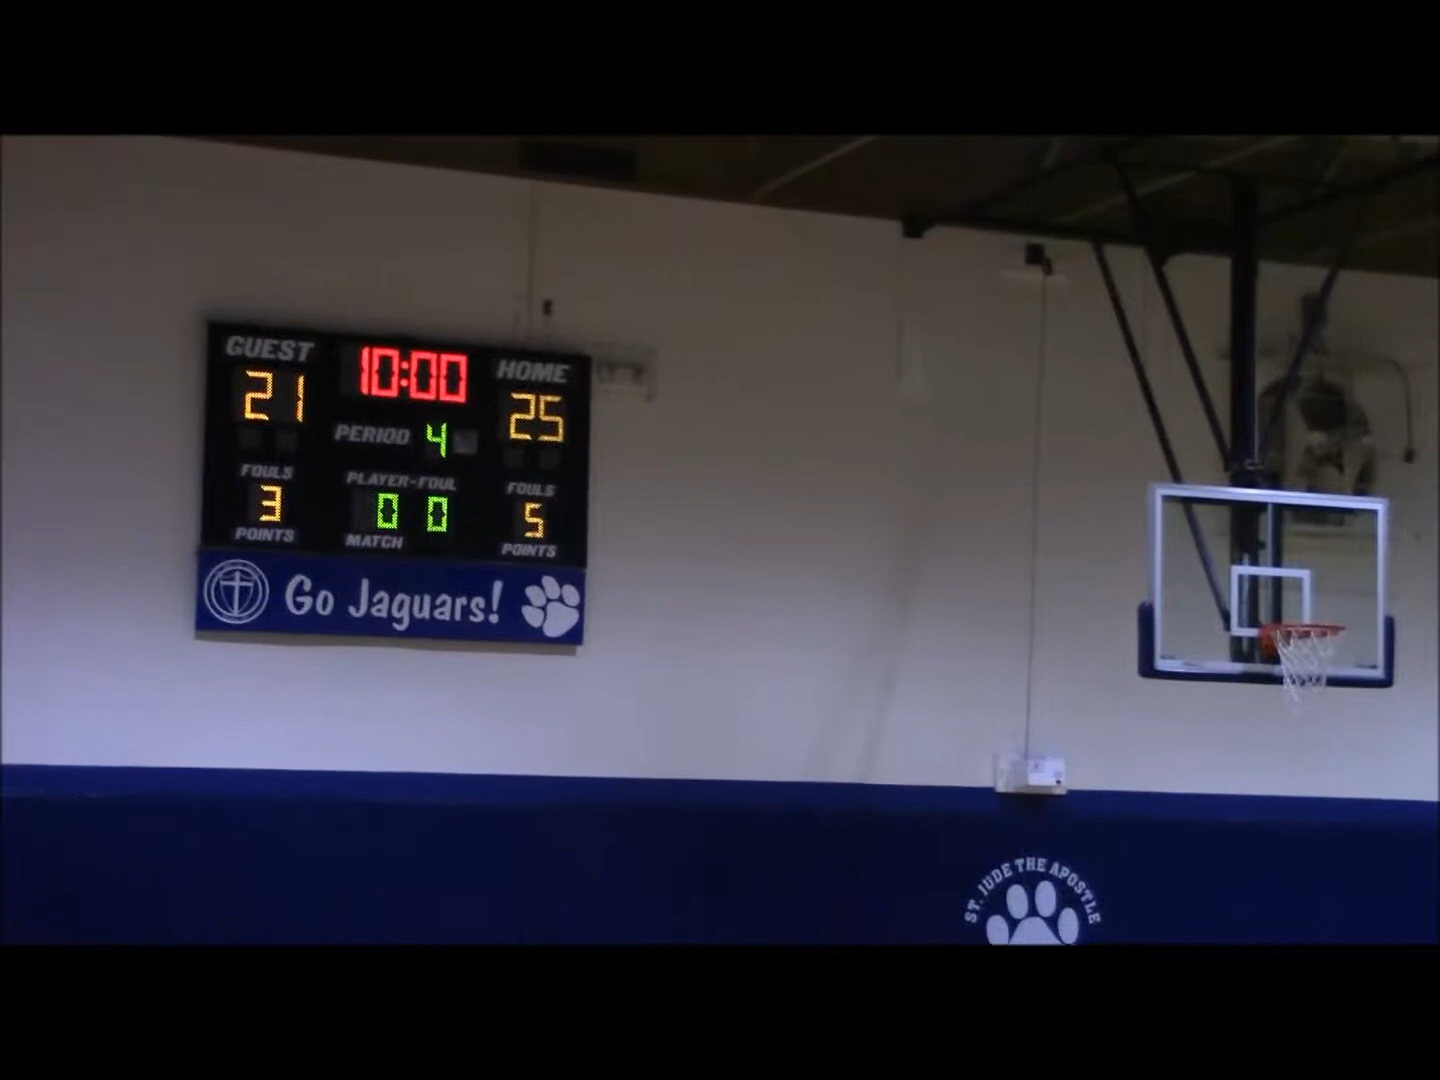 GUEST 10:00 HOME
21 25
PERIOD 4
FOULS PLAYER-FOUL FOULS
3 0 0 5
POINTS MATCH POINTS
Go Jaguars!
ST. JUDE THE APOSTLE